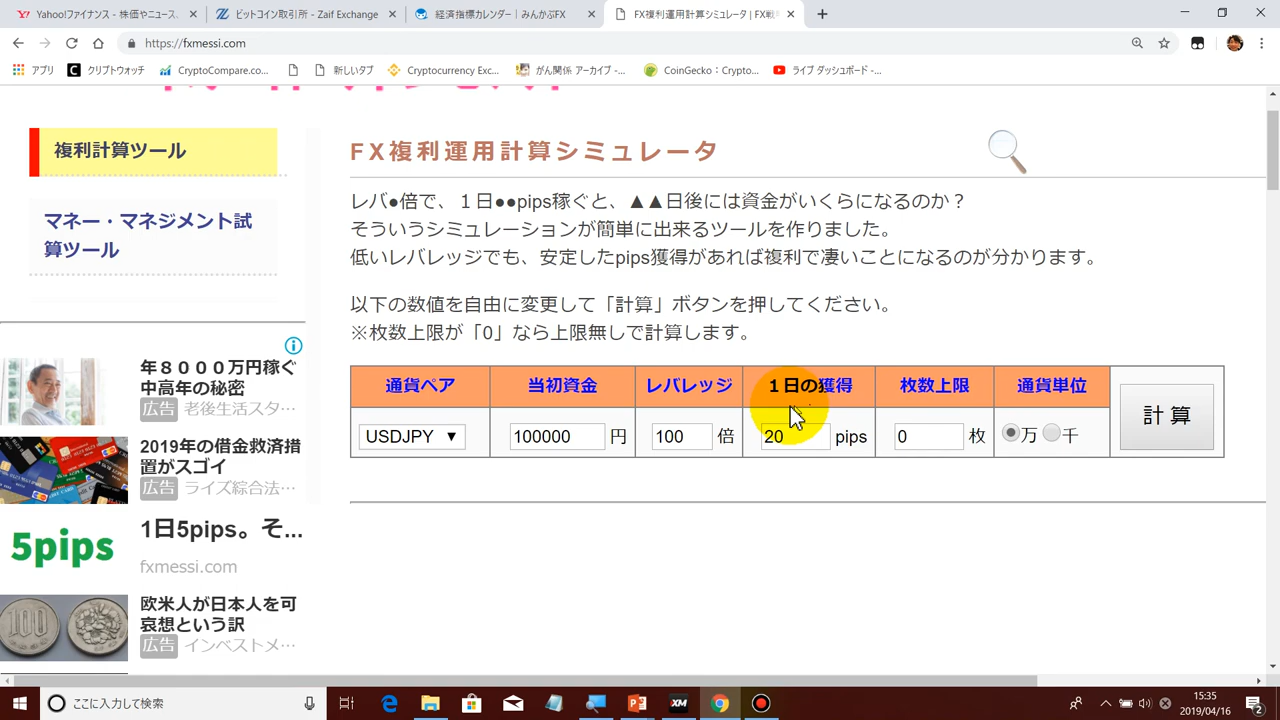 Yahoo!ファイナンス - 株価やニュース、
ビットコイン取引所 - Zaif Exchange
経済指標カレンダー | みんかぶFX
FX複利運用計算シミュレータ | FX戦
https://fxmessi.com
アプリ
クリプトウォッチ
CryptoCompare.co...
新しいタブ
Cryptocurrency Exc...
がん関係 アーカイブ - ...
CoinGecko：Crypto...
ライブ ダッシュボード - ...
複利計算ツール
マネー・マネジメント試
算ツール
FX複利運用計算シミュレータ
レバ●倍で、１日●●pips稼ぐと、▲▲日後には資金がいくらになるのか？
そういうシミュレーションが簡単に出来るツールを作りました。
低いレバレッジでも、安定したpips獲得があれば複利で凄いことになるのが分かります。
以下の数値を自由に変更して「計算」ボタンを押してください。
※枚数上限が「0」なら上限無しで計算します。
通貨ペア 当初資金 レバレッジ １日の獲得 枚数上限 通貨単位
USDJPY ▼ 100000 円 100 倍 20 pips 0 枚 万 千
計 算
年８０００万円稼ぐ
中高年の秘密
広告 老後生活スタ…
2019年の借金救済措
置がスゴイ
広告 ライズ綜合法…
5pips
1日5pips。そ...
fxmessi.com
欧米人が日本人を可
哀想という訳
広告 インベストメ…
100
ここに入力して検索
XM
15:35
2019/04/16
2